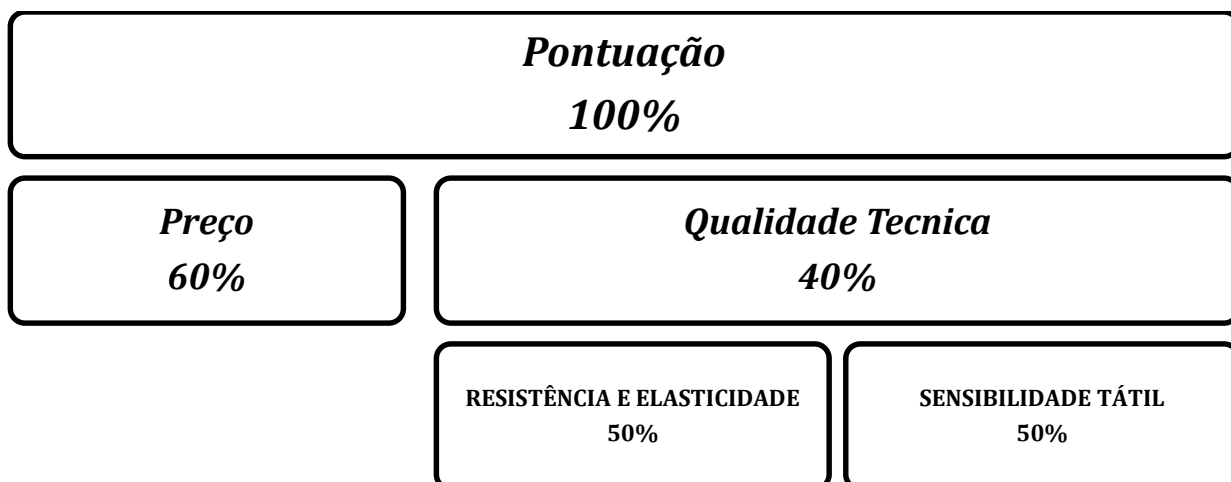 Pontuação
100%
Preço
60%
Qualidade Tecnica
40%
RESISTÊNCIA E ELASTICIDADE
50%
SENSIBILIDADE TÁTIL
50%